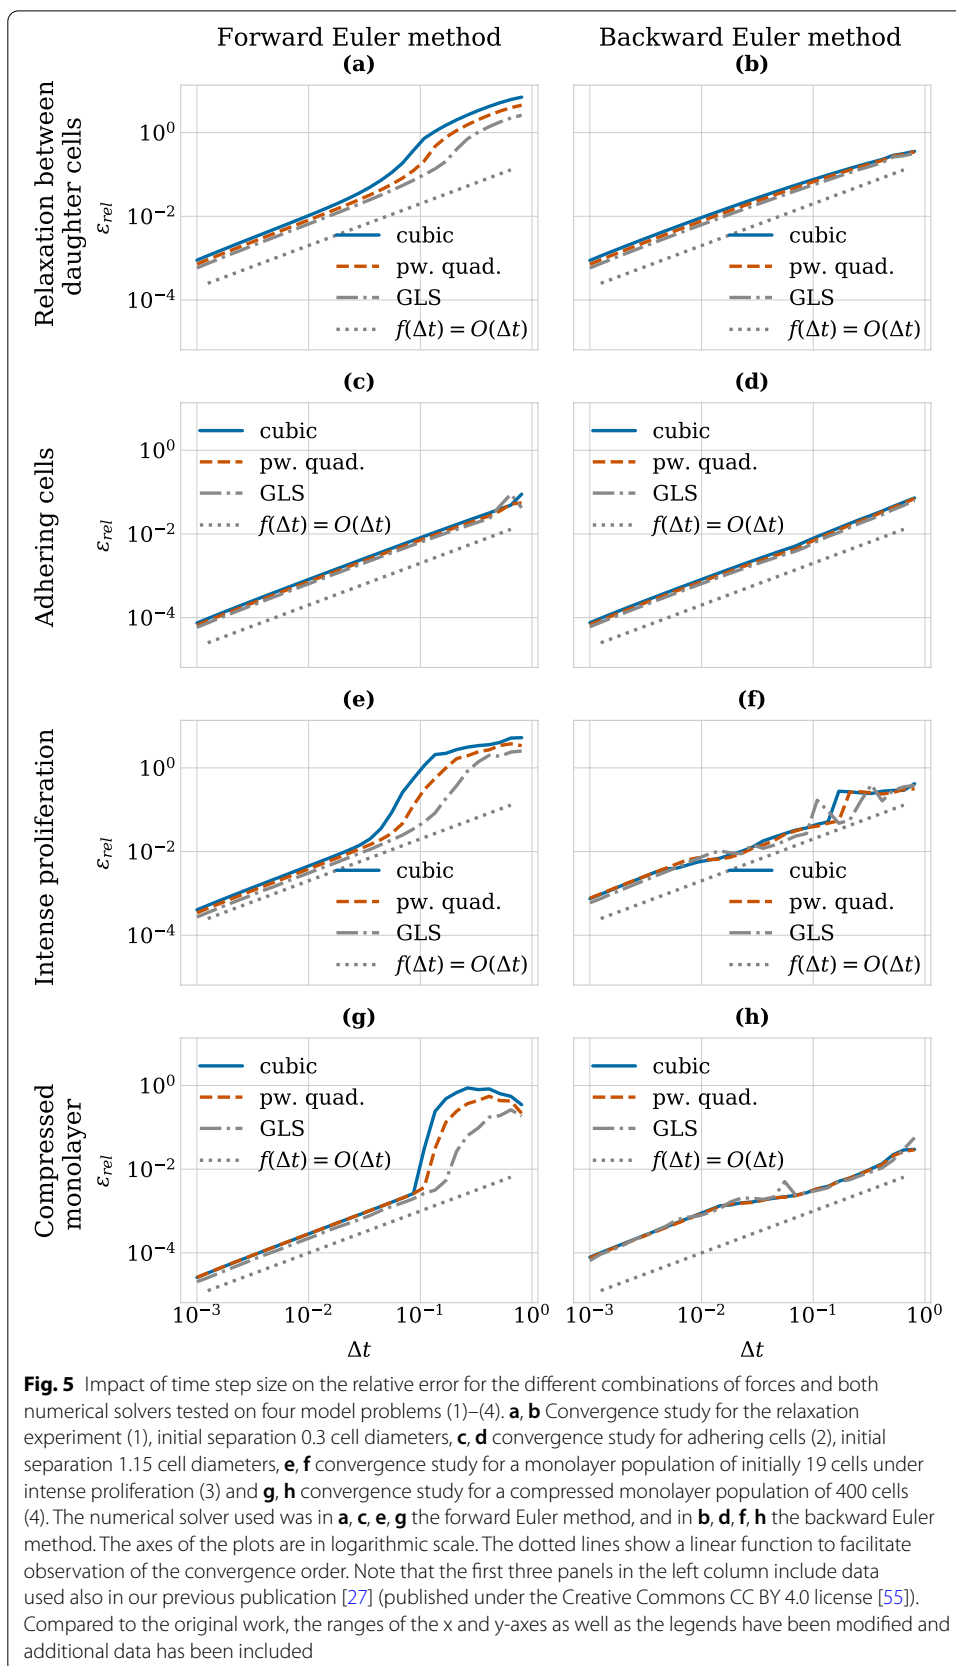 Forward Euler method
Backward Euler method
(a)
(b)
Relaxation between
daughter cells
ε_rel
10^0
10^−2
10^−4
cubic
pw. quad.
GLS
f(Δt) = O(Δt)
cubic
pw. quad.
GLS
f(Δt) = O(Δt)
(c)
(d)
Adhering cells
ε_rel
10^0
10^−2
10^−4
cubic
pw. quad.
GLS
f(Δt) = O(Δt)
cubic
pw. quad.
GLS
f(Δt) = O(Δt)
(e)
(f)
Intense proliferation
ε_rel
10^0
10^−2
10^−4
cubic
pw. quad.
GLS
f(Δt) = O(Δt)
cubic
pw. quad.
GLS
f(Δt) = O(Δt)
(g)
(h)
Compressed
monolayer
ε_rel
10^0
10^−2
10^−4
cubic
pw. quad.
GLS
f(Δt) = O(Δt)
cubic
pw. quad.
GLS
f(Δt) = O(Δt)
10^−3 10^−2 10^−1 10^0
10^−3 10^−2 10^−1 10^0
Δt
Δt
Fig. 5 Impact of time step size on the relative error for the different combinations of forces and both
numerical solvers tested on four model problems (1)–(4). a, b Convergence study for the relaxation
experiment (1), initial separation 0.3 cell diameters, c, d convergence study for adhering cells (2), initial
separation 1.15 cell diameters, e, f convergence study for a monolayer population of initially 19 cells under
intense proliferation (3) and g, h convergence study for a compressed monolayer population of 400 cells
(4). The numerical solver used was in a, c, e, g the forward Euler method, and in b, d, f, h the backward Euler
method. The axes of the plots are in logarithmic scale. The dotted lines show a linear function to facilitate
observation of the convergence order. Note that the first three panels in the left column include data
used also in our previous publication [27] (published under the Creative Commons CC BY 4.0 license [55]).
Compared to the original work, the ranges of the x and y-axes as well as the legends have been modified and
additional data has been included